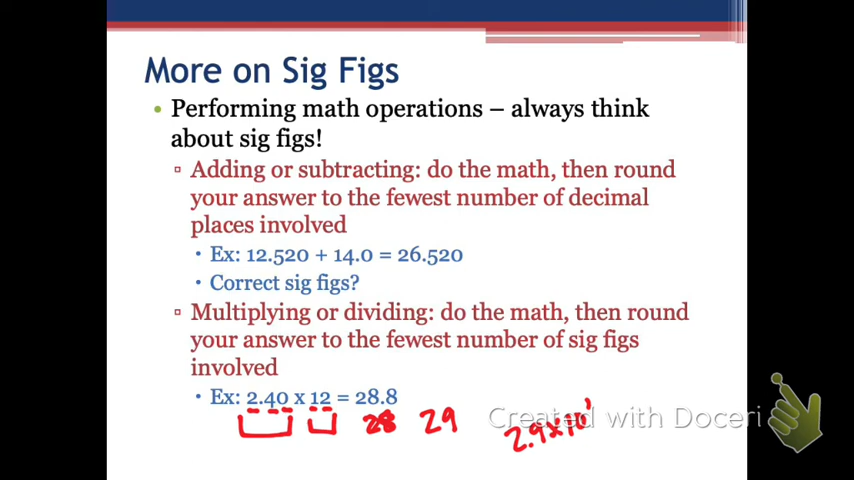 More on Sig Figs
• Performing math operations – always think
about sig figs!
▫ Adding or subtracting: do the math, then round
your answer to the fewest number of decimal
places involved
• Ex: 12.520 + 14.0 = 26.520
• Correct sig figs?
▫ Multiplying or dividing: do the math, then round
your answer to the fewest number of sig figs
involved
• Ex: 2.40 x 12 = 28.8
28 29 2.9x10¹
Created with Doceri